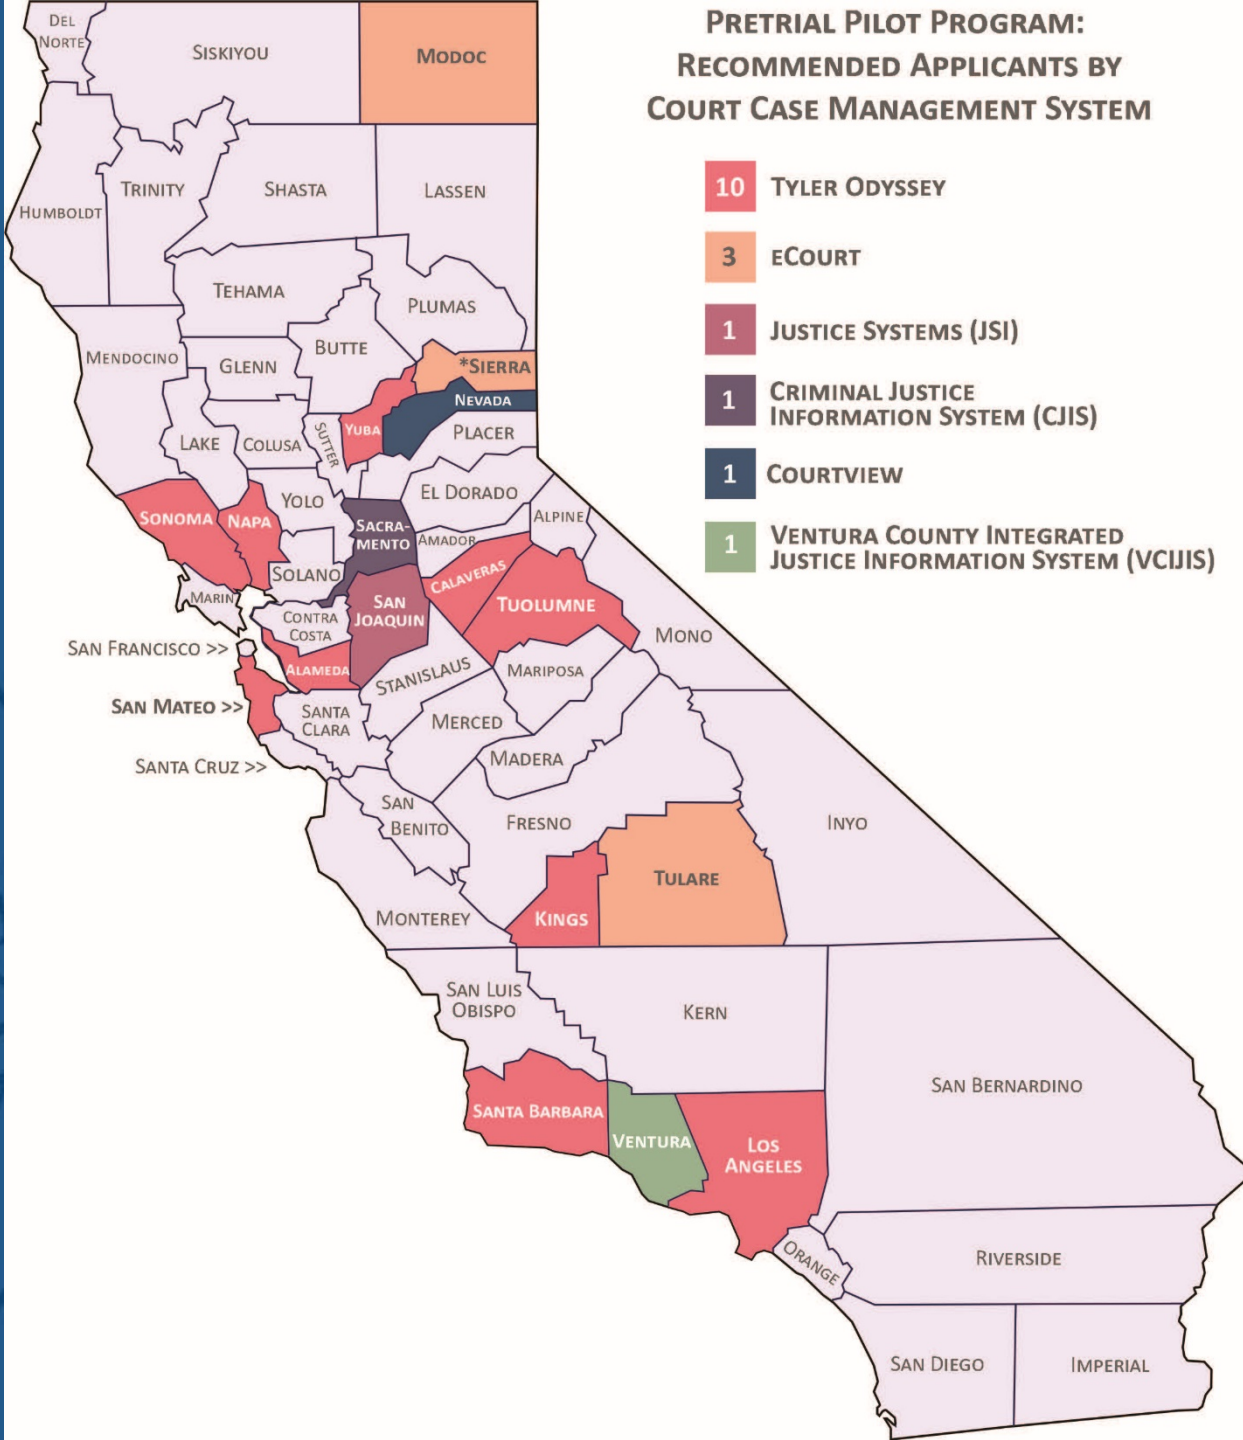 PRETRIAL PILOT PROGRAM:
RECOMMENDED APPLICANTS BY
COURT CASE MANAGEMENT SYSTEM
10 TYLER ODYSSEY
3 ECOURT
1 JUSTICE SYSTEMS (JSI)
1 CRIMINAL JUSTICE
INFORMATION SYSTEM (CJIS)
1 COURTVIEW
1 VENTURA COUNTY INTEGRATED
JUSTICE INFORMATION SYSTEM (VCIJIS)
DEL
NORTE
SISKIYOU
MODOC
HUMBOLDT
TRINITY
SHASTA
LASSEN
TEHAMA
PLUMAS
MENDOCINO
GLENN
BUTTE
*SIERRA
NEVADA
YUBA
SUTTER
PLACER
LAKE
COLUSA
EL DORADO
YOLO
SONOMA
NAPA
SACRA-
MENTO
AMADOR
ALPINE
SOLANO
CALAVERAS
MARIN
CONTRA
COSTA
SAN
JOAQUIN
TUOLUMNE
MONO
SAN FRANCISCO >>
ALAMEDA
STANISLAUS
MARIPOSA
SAN MATEO >>
SANTA
CLARA
MERCED
SANTA CRUZ >>
MADERA
SAN
BENITO
FRESNO
INYO
TULARE
MONTEREY
KINGS
SAN LUIS
OBISPO
KERN
SAN BERNARDINO
SANTA BARBARA
VENTURA
LOS
ANGELES
ORANGE
RIVERSIDE
SAN DIEGO
IMPERIAL